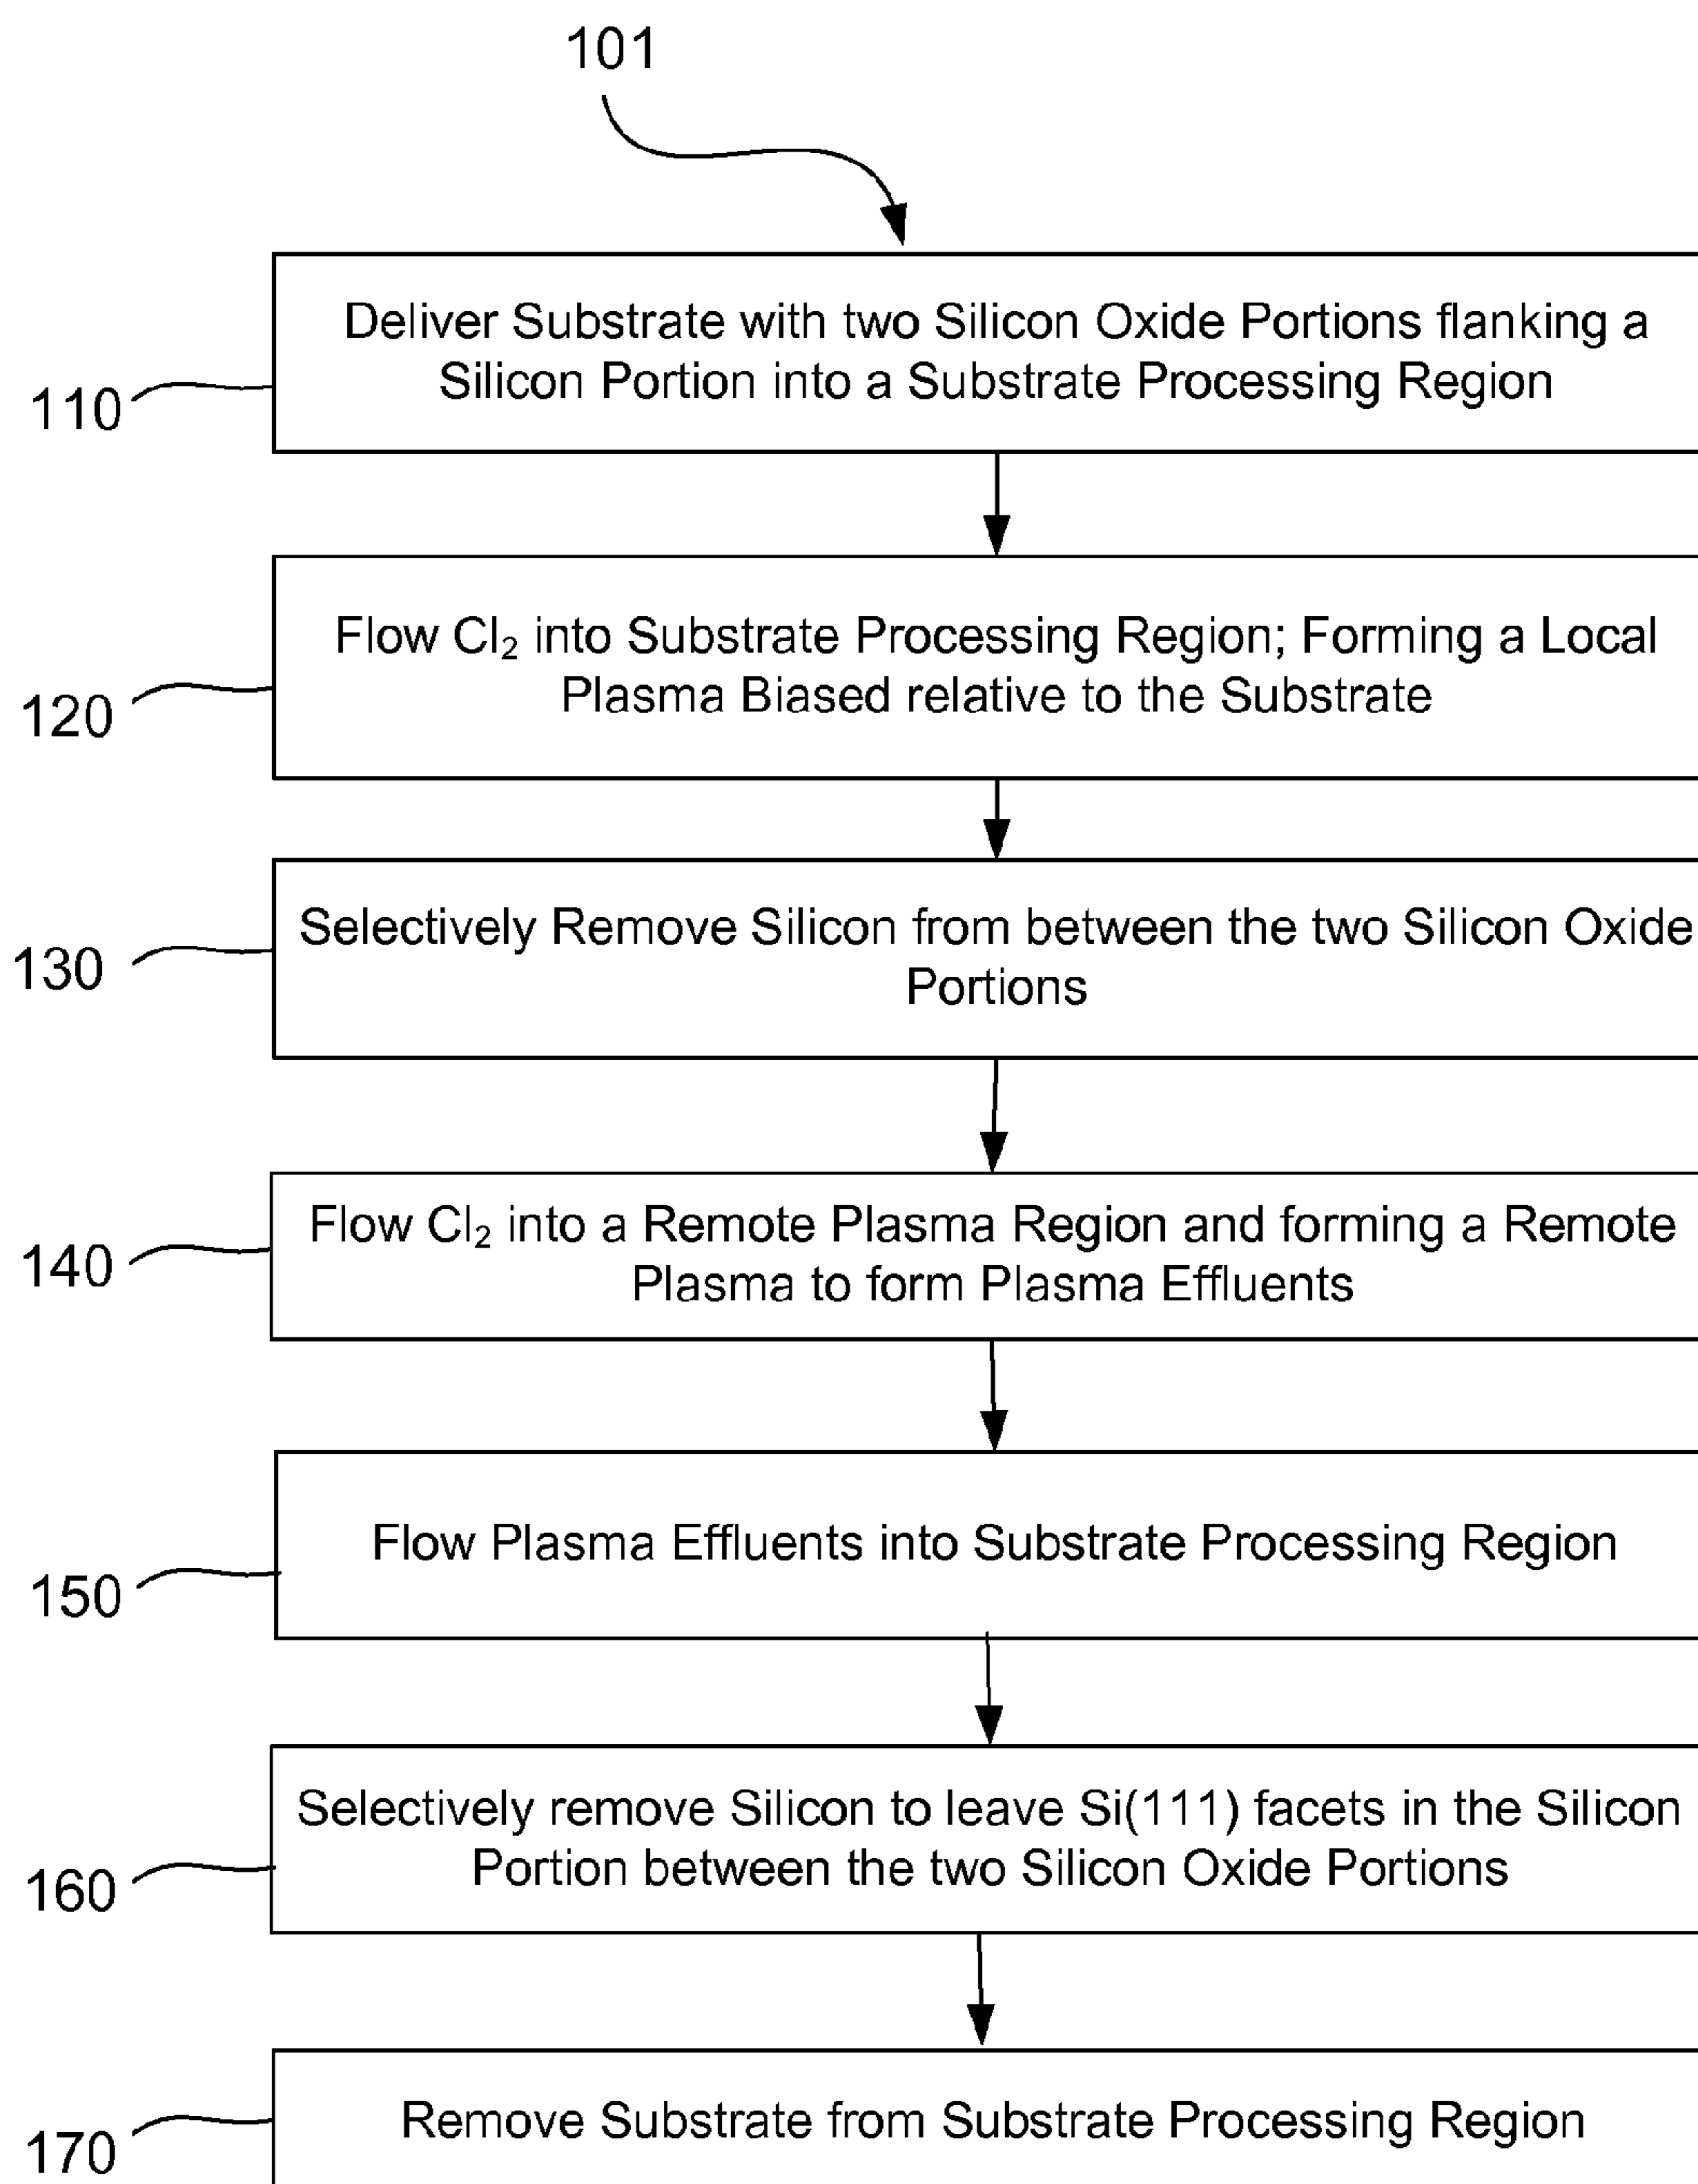 101
Deliver Substrate with two Silicon Oxide Portions flanking a
Silicon Portion into a Substrate Processing Region
110
Flow Cl₂ into Substrate Processing Region; Forming a Local
Plasma Biased relative to the Substrate
120
Selectively Remove Silicon from between the two Silicon Oxide
Portions
130
Flow Cl₂ into a Remote Plasma Region and forming a Remote
Plasma to form Plasma Effluents
140
Flow Plasma Effluents into Substrate Processing Region
150
Selectively remove Silicon to leave Si(111) facets in the Silicon
Portion between the two Silicon Oxide Portions
160
Remove Substrate from Substrate Processing Region
170